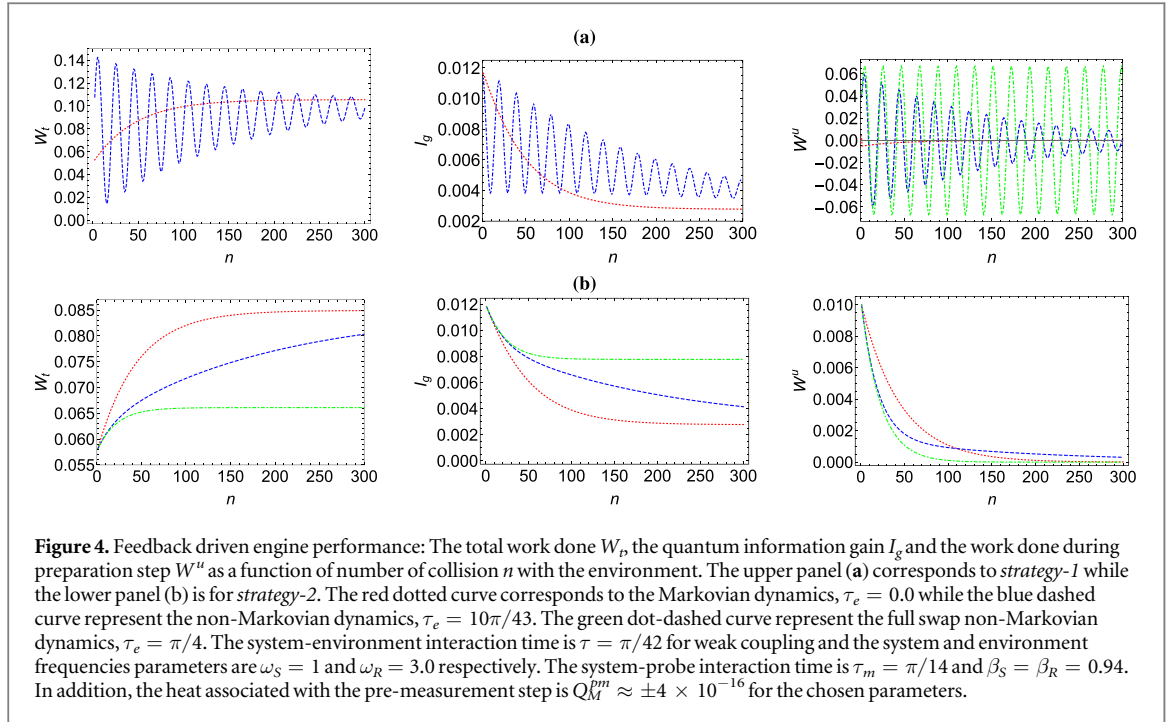 (a)
0.14
0.12
0.10
0.08
0.06
0.04
0.02
0.00
W_t
0 50 100 150 200 250 300
n
0.012
0.010
0.008
0.006
0.004
0.002
I_g
0 50 100 150 200 250 300
n
0.06
0.04
0.02
0.00
−0.02
−0.04
−0.06
W^u
0 50 100 150 200 250 300
n
(b)
0.085
0.080
0.075
0.070
0.065
0.060
0.055
W_t
0 50 100 150 200 250 300
n
0.012
0.010
0.008
0.006
0.004
0.002
0.000
I_g
0 50 100 150 200 250 300
n
0.010
0.008
0.006
0.004
0.002
0.000
W^u
0 50 100 150 200 250 300
n
Figure 4. Feedback driven engine performance: The total work done W_t, the quantum information gain I_g and the work done during
preparation step W^u as a function of number of collision n with the environment. The upper panel (a) corresponds to strategy-1 while
the lower panel (b) is for strategy-2. The red dotted curve corresponds to the Markovian dynamics, τ_e = 0.0 while the blue dashed
curve represent the non-Markovian dynamics, τ_e = 10π/43. The green dot-dashed curve represent the full swap non-Markovian
dynamics, τ_e = π/4. The system-environment interaction time is τ = π/42 for weak coupling and the system and environment
frequencies parameters are ω_S = 1 and ω_R = 3.0 respectively. The system-probe interaction time is τ_m = π/14 and β_S = β_R = 0.94.
In addition, the heat associated with the pre-measurement step is Q_M^{pm} ≈ ±4 × 10^{−16} for the chosen parameters.